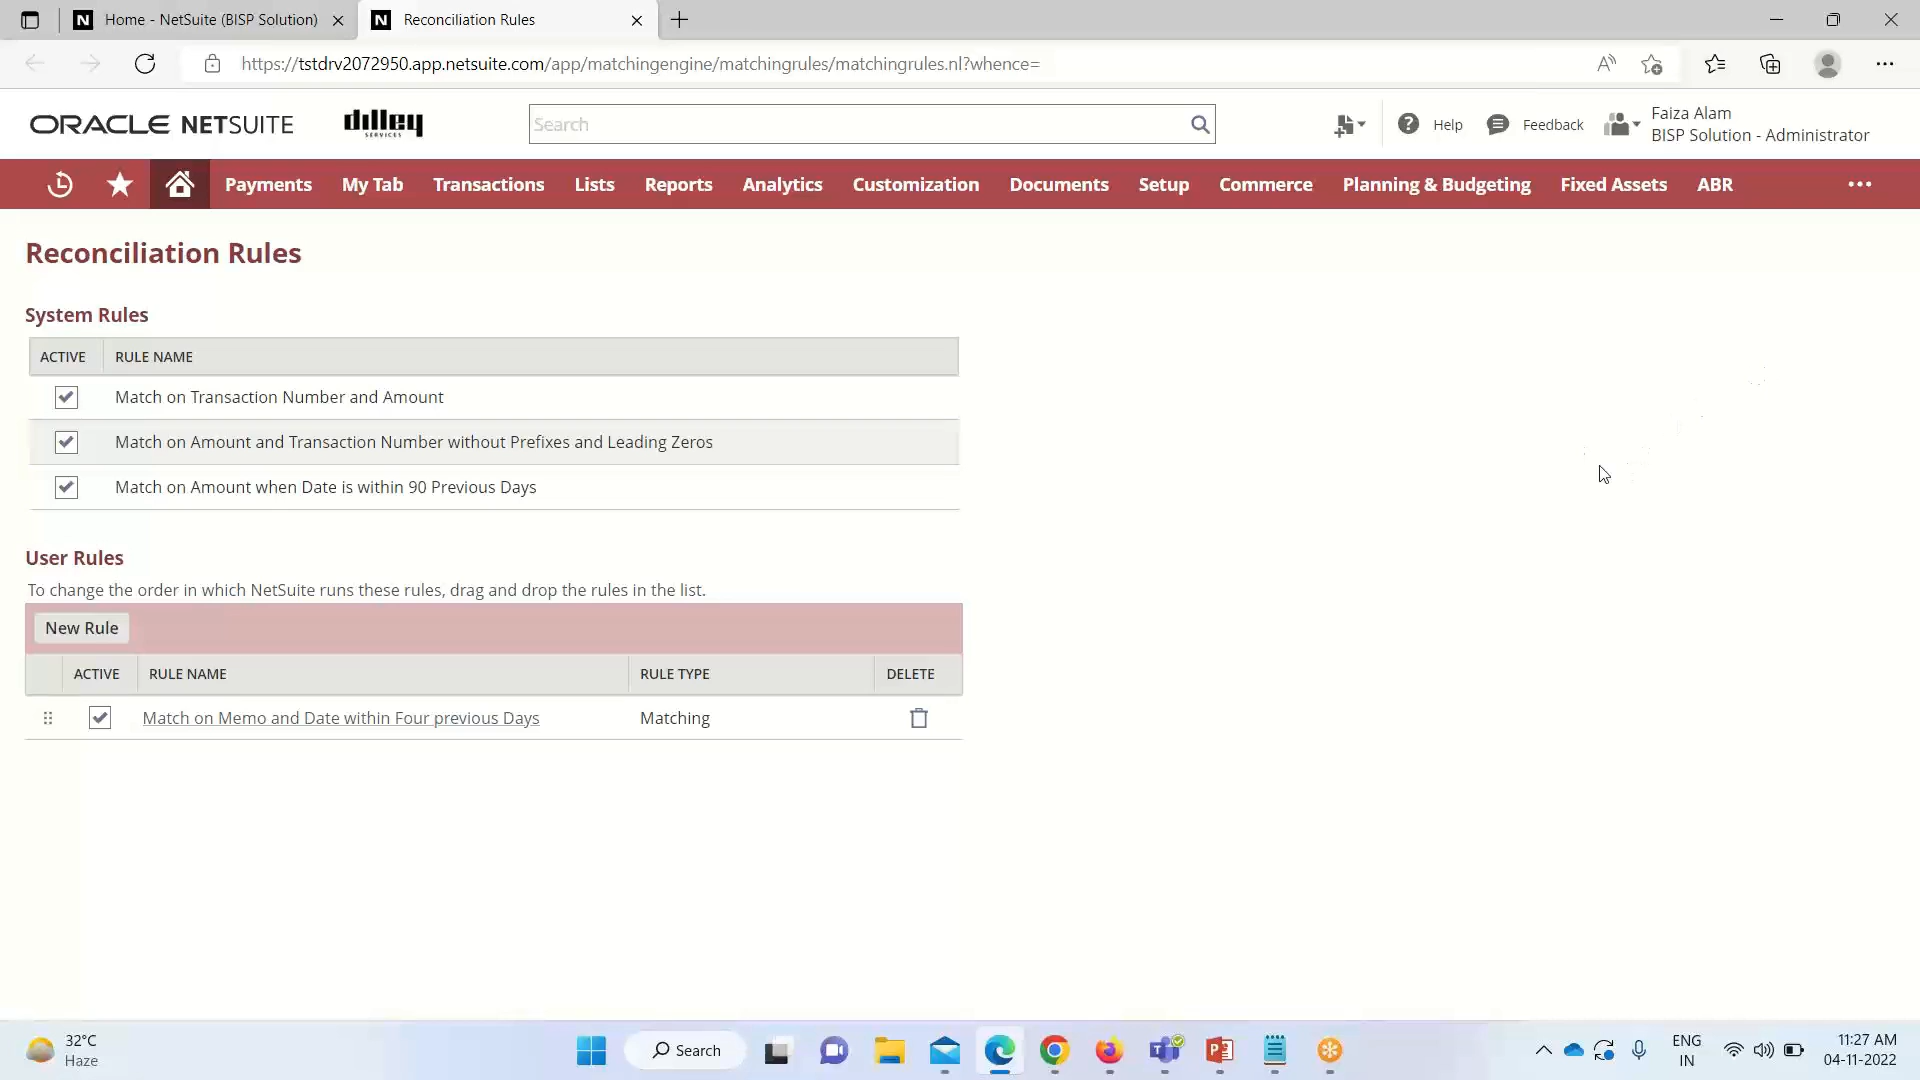 Home - NetSuite (BISP Solution)
Reconciliation Rules
https://tstdrv2072950.app.netsuite.com/app/matchingengine/matchingrules/matchingrules.nl?whence=
ORACLE NETSUITE
dilley
SERVICES
Search
Help
Feedback
Faiza Alam
BISP Solution - Administrator
Payments My Tab Transactions Lists Reports Analytics Customization Documents Setup Commerce Planning & Budgeting Fixed Assets ABR
Reconciliation Rules
System Rules
ACTIVE RULE NAME
Match on Transaction Number and Amount
Match on Amount and Transaction Number without Prefixes and Leading Zeros
Match on Amount when Date is within 90 Previous Days
User Rules
To change the order in which NetSuite runs these rules, drag and drop the rules in the list.
New Rule
ACTIVE RULE NAME RULE TYPE DELETE
Match on Memo and Date within Four previous Days Matching
32°C
Haze
Search
ENG
IN
11:27 AM
04-11-2022